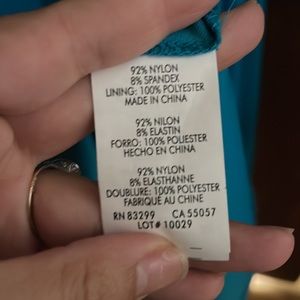 92% NYLON
8% SPANDEX
LINING: 100% POLYESTER
MADE IN CHINA
92% NILON
8% ELASTIN
FORRO: 100% POLIESTER
HECHO EN CHINA
92% NYLON
8% ELASTHANNE
DOUBLURE: 100% POLYESTER
FABRIQUÉ AU CHINE
RN 83299 CA 55057
LOT# 10029